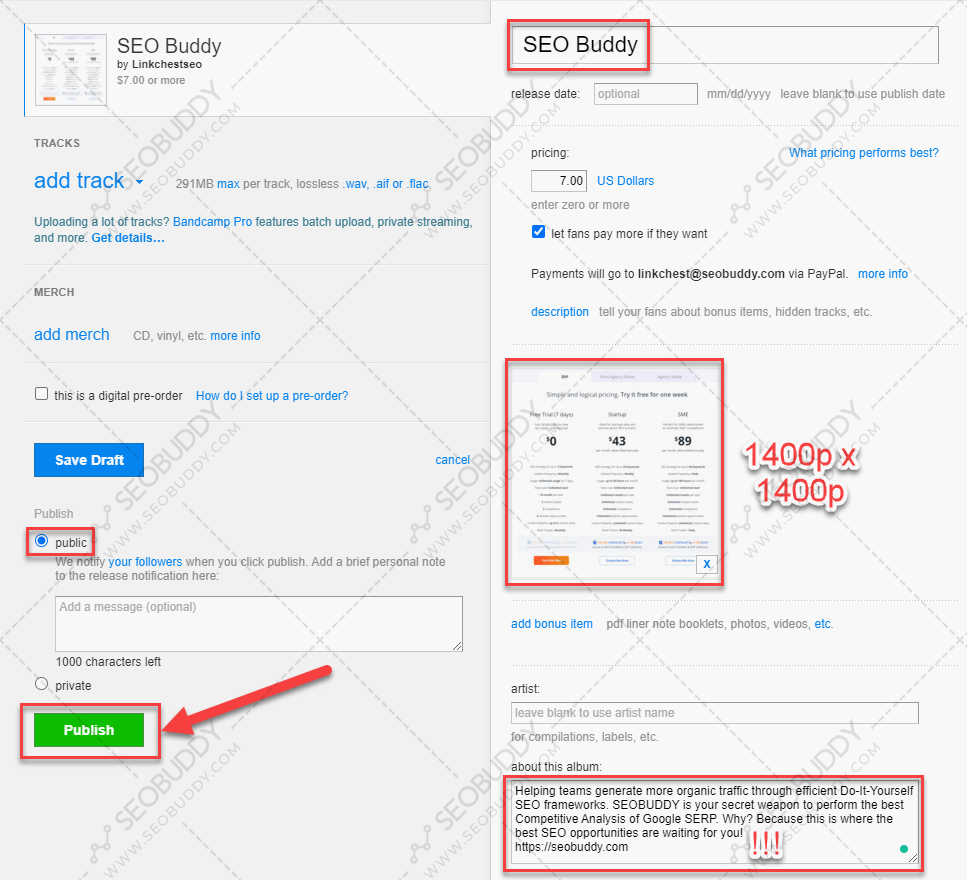 SEO Buddy
by Linkchestseo
$7.00 or more
TRACKS
add track
291MB max per track, lossless .wav, .aif or .flac
Uploading a lot of tracks? Bandcamp Pro features batch upload, private streaming,
and more. Get details…
MERCH
add merch
CD, vinyl, etc. more info
this is a digital pre-order
How do I set up a pre-order?
Save Draft
cancel
Publish
public
We notify your followers when you click publish. Add a brief personal note
to the release notification here:
Add a message (optional)
1000 characters left
private
Publish
SEO Buddy
release date:
optional
mm/dd/yyyy
leave blank to use publish date
pricing:
What pricing performs best?
7.00
US Dollars
enter zero or more
let fans pay more if they want
Payments will go to linkchest@seobuddy.com via PayPal. more info
description
tell your fans about bonus items, hidden tracks, etc.
Simple and logical pricing. Try it free for one week
Free Trial (7 days)
Startup
SME
$0
$43
$89
X
1400p x
1400p
add bonus item
pdf liner note booklets, photos, videos, etc.
artist:
leave blank to use artist name
for compilations, labels, etc.
about this album:
Helping teams generate more organic traffic through efficient Do-It-Yourself
SEO frameworks. SEOBUDDY is your secret weapon to perform the best
Competitive Analysis of Google SERP. Why? Because this is where the
best SEO opportunities are waiting for you!
https://seobuddy.com
!!!
SEOBUDDY
WWW.SEOBUDDY.COM